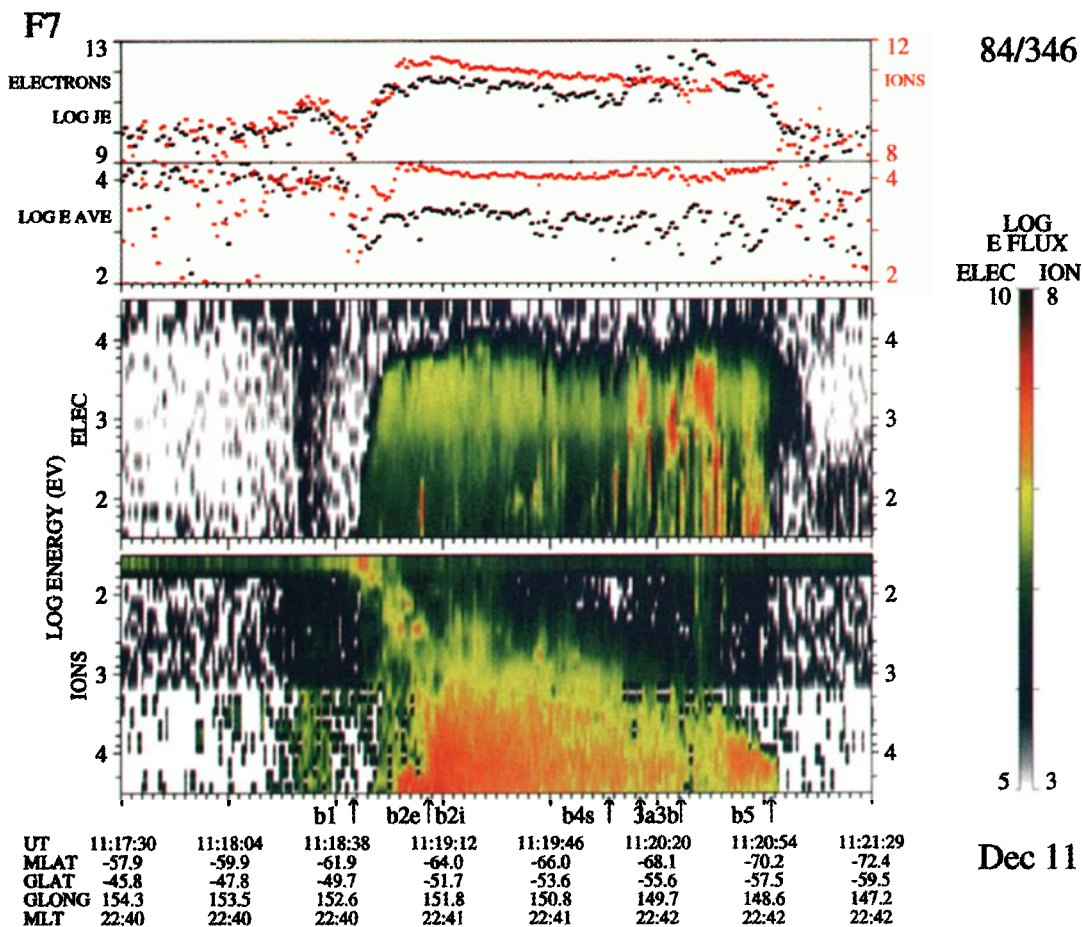 F7
84/346
13
12
ELECTRONS
IONS
LOG JE
9
8
4
4
LOG E AVE
2
2
LOG
E FLUX
ELEC ION
10 8
5 3
4
4
3
3
2
2
ELEC
LOG ENERGY (EV)
2
2
3
3
4
4
IONS
b1 ↑ b2e ↑ b2i b4s ↑ 3a3b ↑ b5 ↑
UT 11:17:30 11:18:04 11:18:38 11:19:12 11:19:46 11:20:20 11:20:54 11:21:29
MLAT -57.9 -59.9 -61.9 -64.0 -66.0 -68.1 -70.2 -72.4
GLAT -45.8 -47.8 -49.7 -51.7 -53.6 -55.6 -57.5 -59.5
GLONG 154.3 153.5 152.6 151.8 150.8 149.7 148.6 147.2
MLT 22:40 22:40 22:40 22:41 22:41 22:42 22:42 22:42
Dec 11